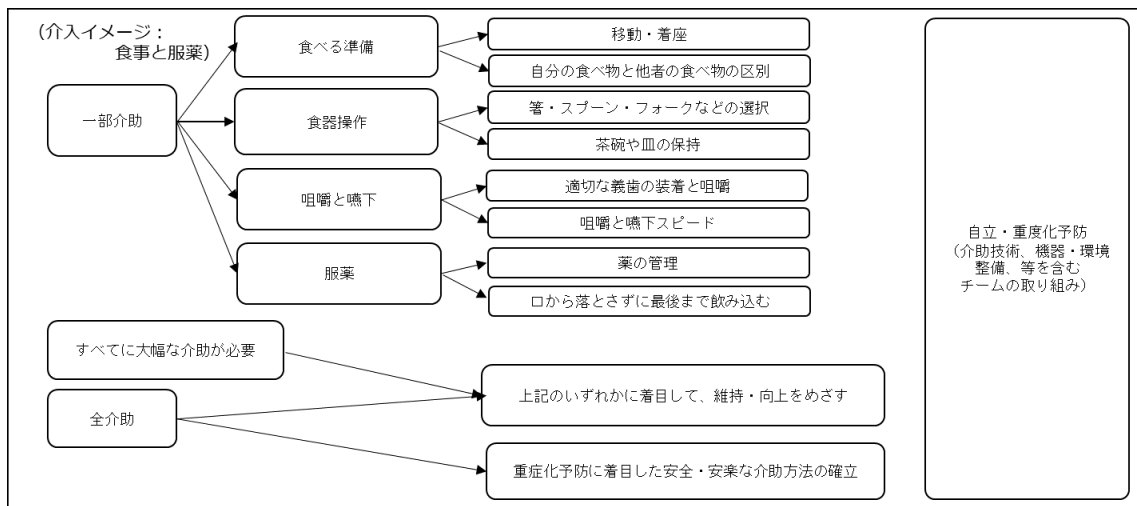 （介入イメージ：
食事と服薬）
一部介助
食べる準備
移動・着座
自分の食べ物と他者の食べ物の区別
食器操作
箸・スプーン・フォークなどの選択
茶碗や皿の保持
咀嚼と嚥下
適切な義歯の装着と咀嚼
咀嚼と嚥下スピード
服薬
薬の管理
口から落とさずに最後まで飲み込む
すべてに大幅な介助が必要
全介助
上記のいずれかに着目して、維持・向上をめざす
重症化予防に着目した安全・安楽な介助方法の確立
自立・重度化予防
（介助技術、機器・環境
整備、等を含む
チームの取り組み）